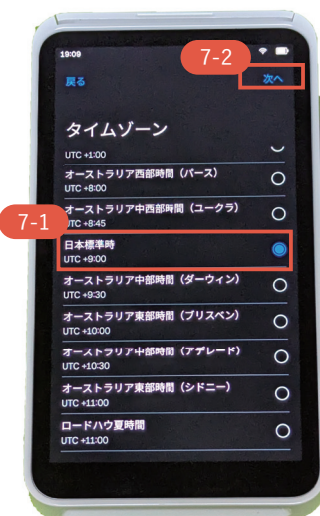 19:09
7-2
戻る
次へ
タイムゾーン
UTC +1:00
オーストラリア西部時間（パース）
UTC +8:00
オーストラリア中西部時間（ユークラ）
UTC +8:45
7-1
日本標準時
UTC +9:00
オーストラリア中部時間（ダーウィン）
UTC +9:30
オーストラリア東部時間（ブリスベン）
UTC +10:00
オーストラリア中部時間（アデレード）
UTC +10:30
オーストラリア東部時間（シドニー）
UTC +11:00
ロードハウ夏時間
UTC +11:00